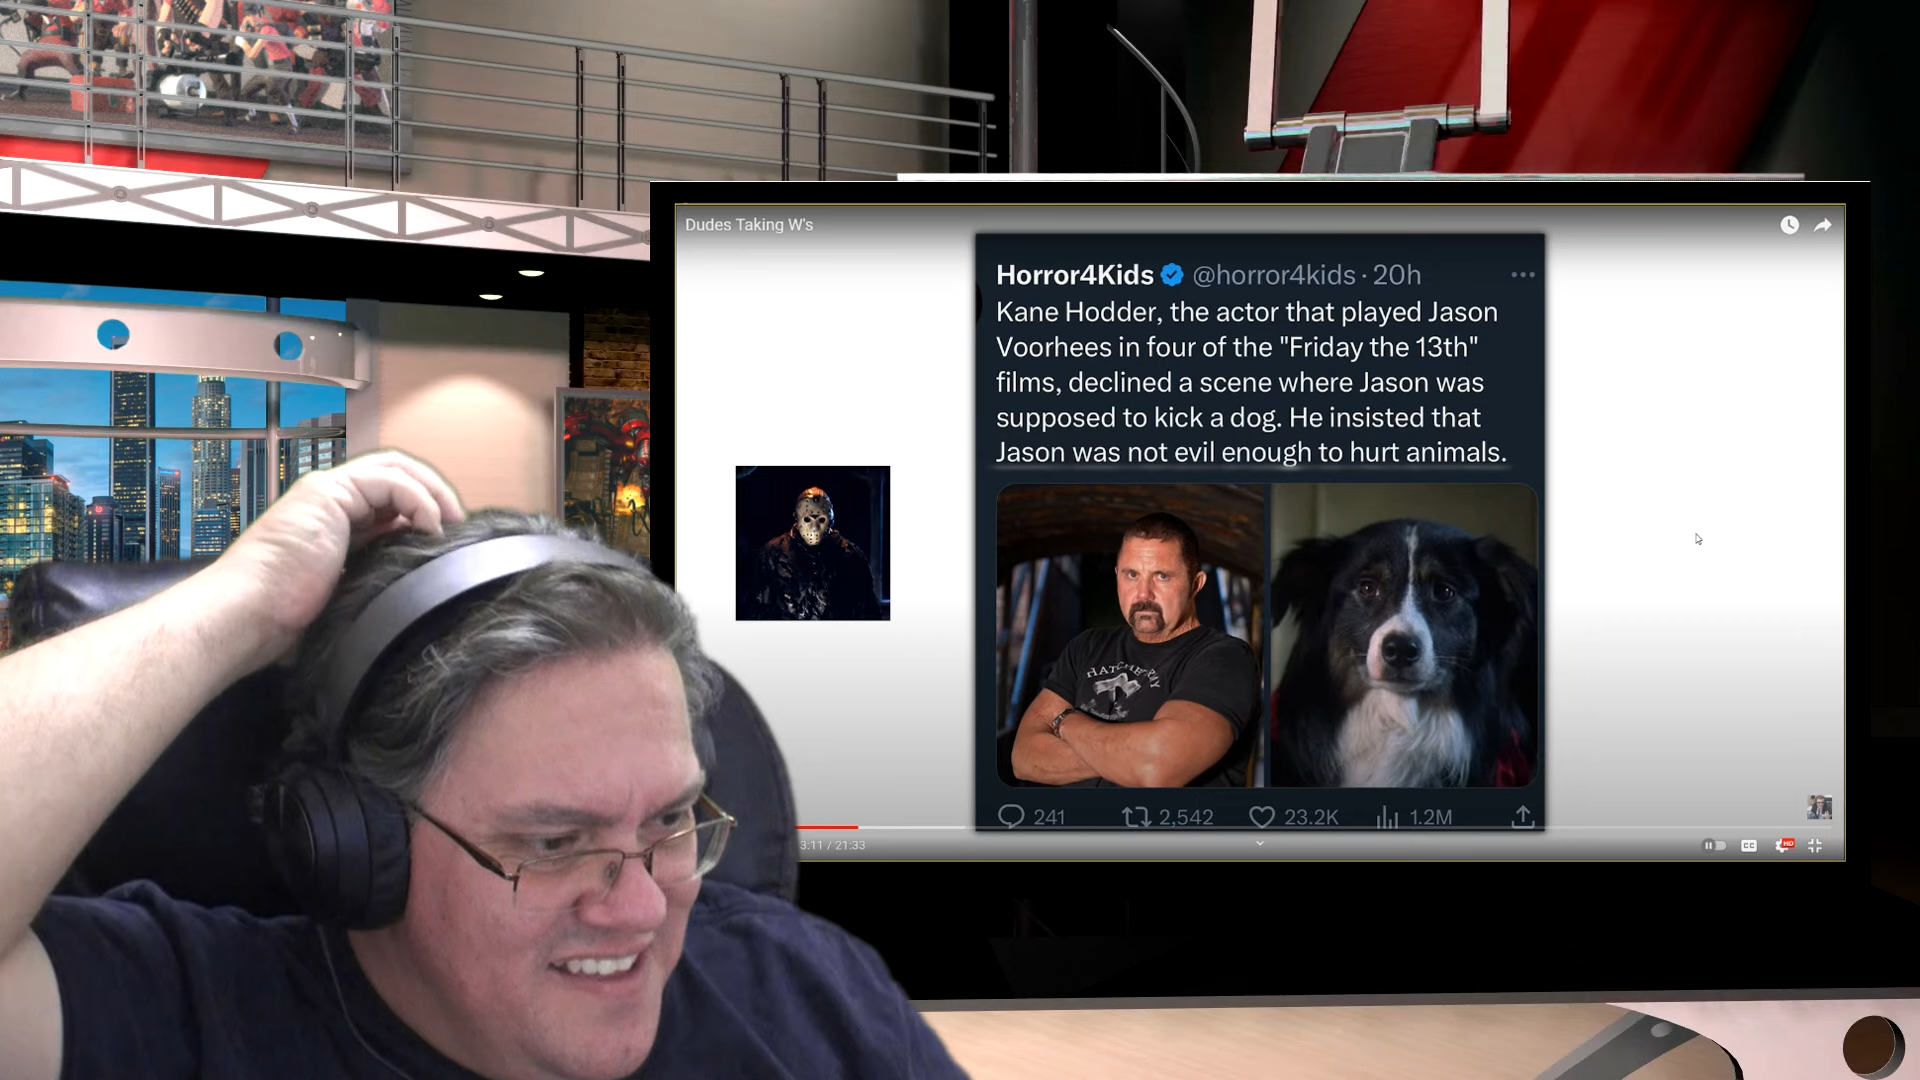 Dudes Taking W's
Horror4Kids @horror4kids · 20h
Kane Hodder, the actor that played Jason
Voorhees in four of the "Friday the 13th"
films, declined a scene where Jason was
supposed to kick a dog. He insisted that
Jason was not evil enough to hurt animals.
241 2,542 23.2K 1.2M
3:11 / 21:33
CC HD